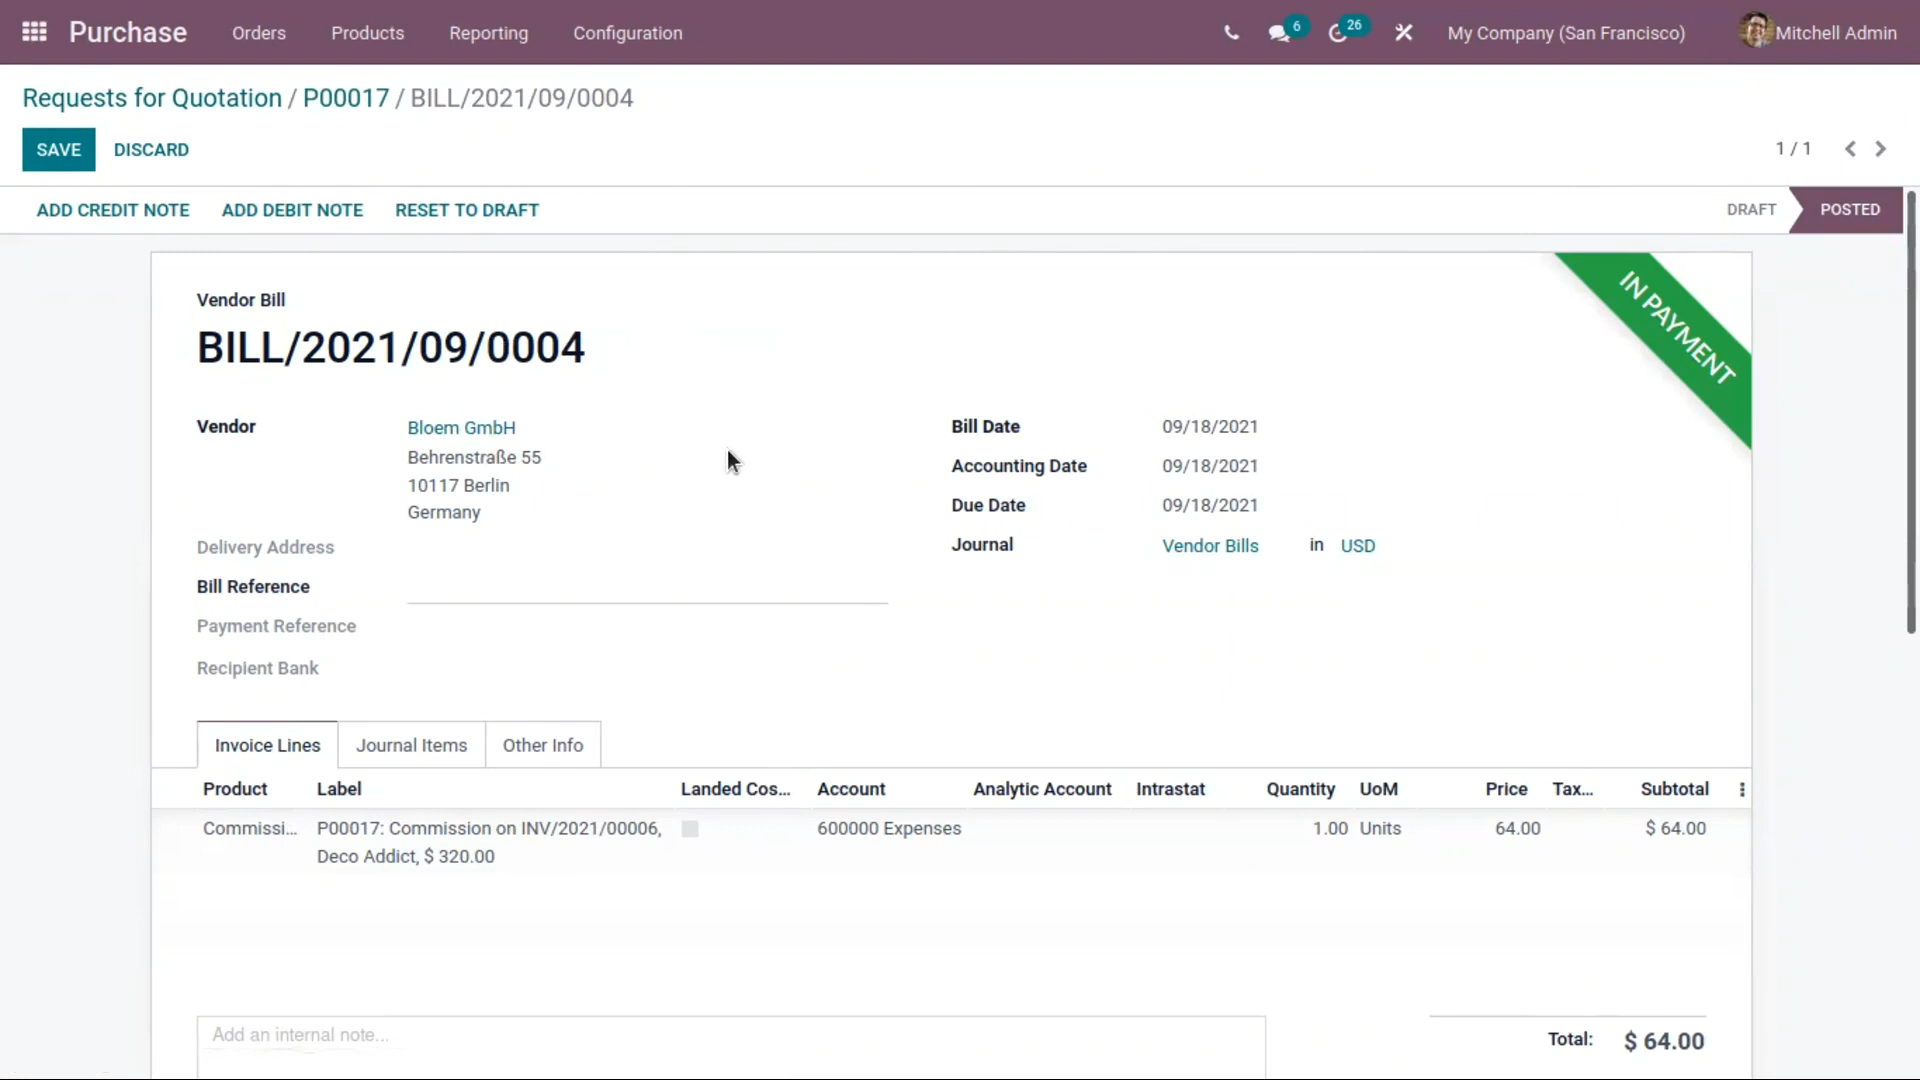 Purchase Orders Products Reporting Configuration 6 26 My Company (San Francisco) Mitchell Admin
Requests for Quotation / P00017 / BILL/2021/09/0004
SAVE DISCARD 1 / 1
ADD CREDIT NOTE ADD DEBIT NOTE RESET TO DRAFT DRAFT POSTED
IN PAYMENT
Vendor Bill
BILL/2021/09/0004
Vendor Bloem GmbH Bill Date 09/18/2021
Behrenstraße 55 Accounting Date 09/18/2021
10117 Berlin Due Date 09/18/2021
Germany
Journal Vendor Bills in USD
Delivery Address
Bill Reference
Payment Reference
Recipient Bank
Invoice Lines Journal Items Other Info
Product Label Landed Cos... Account Analytic Account Intrastat Quantity UoM Price Tax... Subtotal
Commissi... P00017: Commission on INV/2021/00006, 600000 Expenses 1.00 Units 64.00 $ 64.00
Deco Addict, $ 320.00
Add an internal note...
Total: $ 64.00